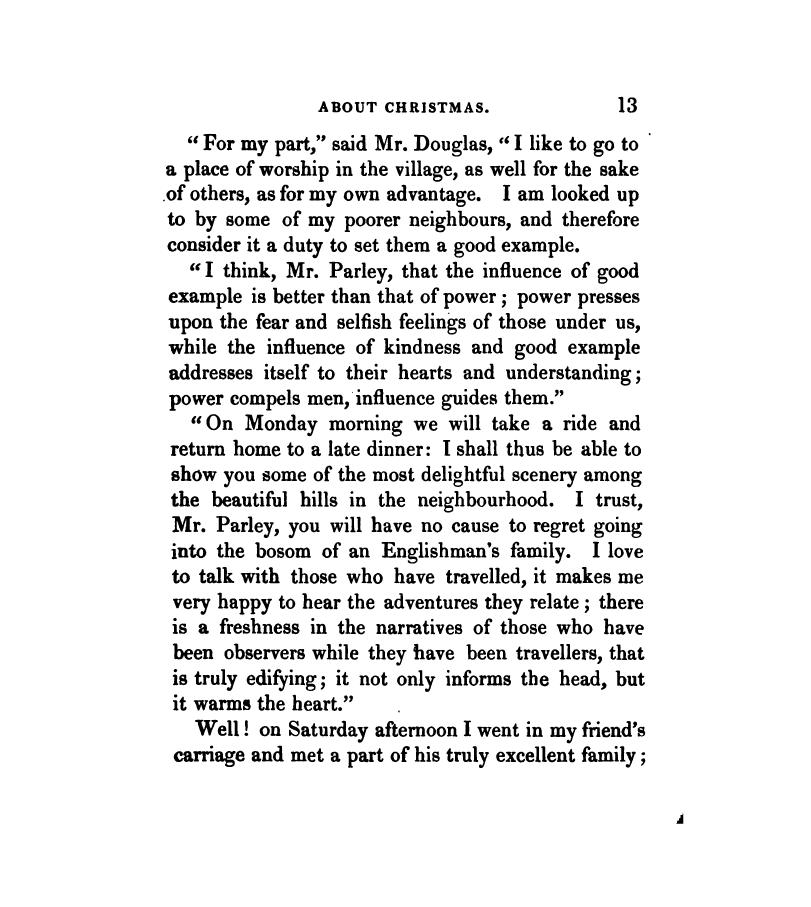 ABOUT CHRISTMAS. 13
“ For my part,” said Mr. Douglas, “ I like to go to
a place of worship in the village, as well for the sake
of others, as for my own advantage. I am looked up
to by some of my poorer neighbours, and therefore
consider it a duty to set them a good example.
“ I think, Mr. Parley, that the influence of good
example is better than that of power ; power presses
upon the fear and selfish feelings of those under us,
while the influence of kindness and good example
addresses itself to their hearts and understanding ;
power compels men, influence guides them.”
“ On Monday morning we will take a ride and
return home to a late dinner: I shall thus be able to
show you some of the most delightful scenery among
the beautiful hills in the neighbourhood. I trust,
Mr. Parley, you will have no cause to regret going
into the bosom of an Englishman’s family. I love
to talk with those who have travelled, it makes me
very happy to hear the adventures they relate ; there
is a freshness in the narratives of those who have
been observers while they have been travellers, that
is truly edifying ; it not only informs the head, but
it warms the heart.”
Well ! on Saturday afternoon I went in my friend’s
carriage and met a part of his truly excellent family ;